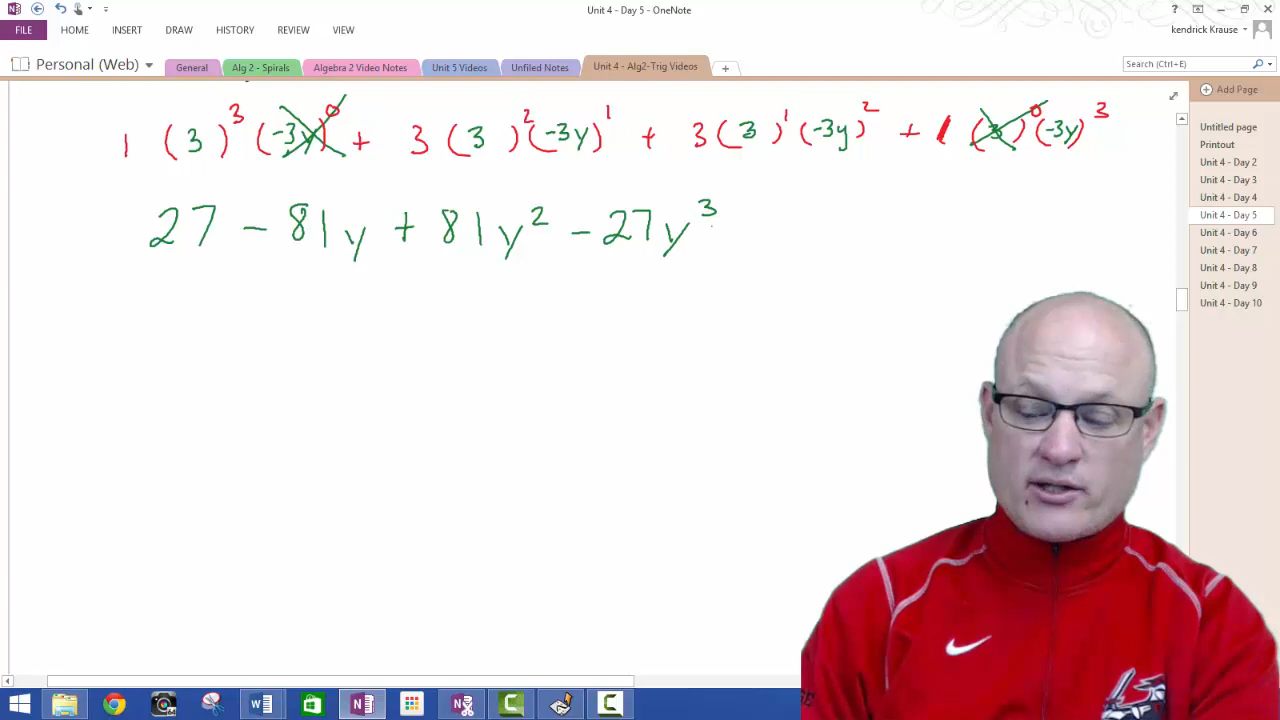 Unit 4 - Day 5 - OneNote
FILE HOME INSERT DRAW HISTORY REVIEW VIEW
kendrick Krause
Personal (Web) General Alg 2 - Spirals Algebra 2 Video Notes Unit 5 Videos Unfiled Notes Unit 4 - Alg2-Trig Videos
Search (Ctrl+E)
Add Page
Untitled page
Printout
Unit 4 - Day 2
Unit 4 - Day 3
Unit 4 - Day 4
Unit 4 - Day 5
Unit 4 - Day 6
Unit 4 - Day 7
Unit 4 - Day 8
Unit 4 - Day 9
Unit 4 - Day 10
1 (3)³(-3y)⁰ + 3(3)²(-3y)¹ + 3(3)¹(-3y)² + 1(3)⁰(-3y)³
27 - 81y + 81y² - 27y³